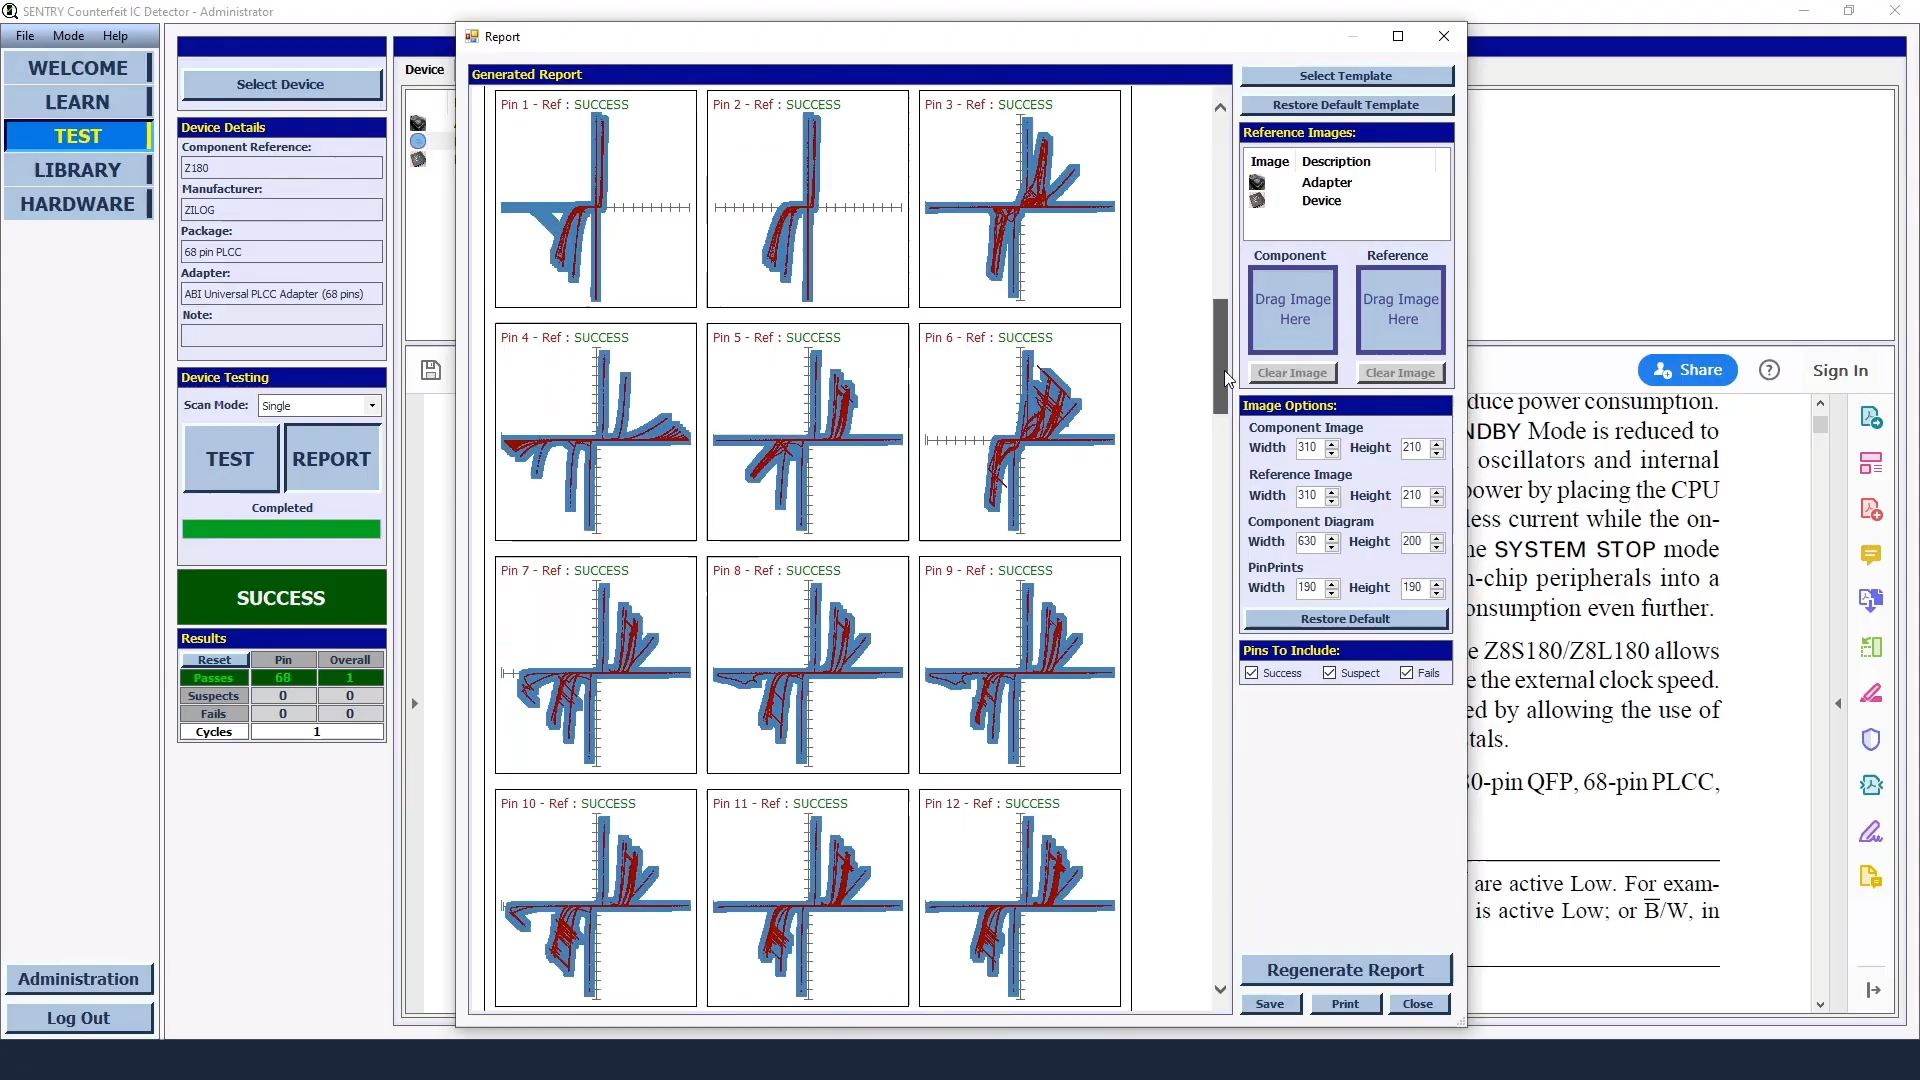 SENTRY Counterfeit IC Detector - Administrator
File Mode Help
WELCOME
LEARN
TEST
LIBRARY
HARDWARE
Administration
Log Out
Select Device
Device Details
Component Reference:
Z180
Manufacturer:
ZILOG
Package:
68 pin PLCC
Adapter:
ABI Universal PLCC Adapter (68 pins)
Note:
Device Testing
Scan Mode: Single
TEST REPORT
Completed
SUCCESS
Results
Reset Pin Overall
Passes 68 1
Suspects 0 0
Fails 0 0
Cycles 1
Device
Report
Generated Report
Pin 1 - Ref : SUCCESS
Pin 2 - Ref : SUCCESS
Pin 3 - Ref : SUCCESS
Pin 4 - Ref : SUCCESS
Pin 5 - Ref : SUCCESS
Pin 6 - Ref : SUCCESS
Pin 7 - Ref : SUCCESS
Pin 8 - Ref : SUCCESS
Pin 9 - Ref : SUCCESS
Pin 10 - Ref : SUCCESS
Pin 11 - Ref : SUCCESS
Pin 12 - Ref : SUCCESS
Select Template
Restore Default Template
Reference Images:
Image Description
Adapter
Device
Component Reference
Drag Image Here
Drag Image Here
Clear Image Clear Image
Image Options:
Component Image
Width 310 Height 210
Reference Image
Width 310 Height 210
Component Diagram
Width 630 Height 200
PinPrints
Width 190 Height 190
Restore Default
Pins To Include:
Success Suspect Fails
Regenerate Report
Save Print Close
Share
Sign In
duce power consumption.
NDBY Mode is reduced to
oscillators and internal
power by placing the CPU
less current while the on-
he SYSTEM STOP mode
n-chip peripherals into a
onsumption even further.
e Z8S180/Z8L180 allows
e the external clock speed.
ed by allowing the use of
tals.
80-pin QFP, 68-pin PLCC,
are active Low. For exam-
is active Low; or B̅/W, in